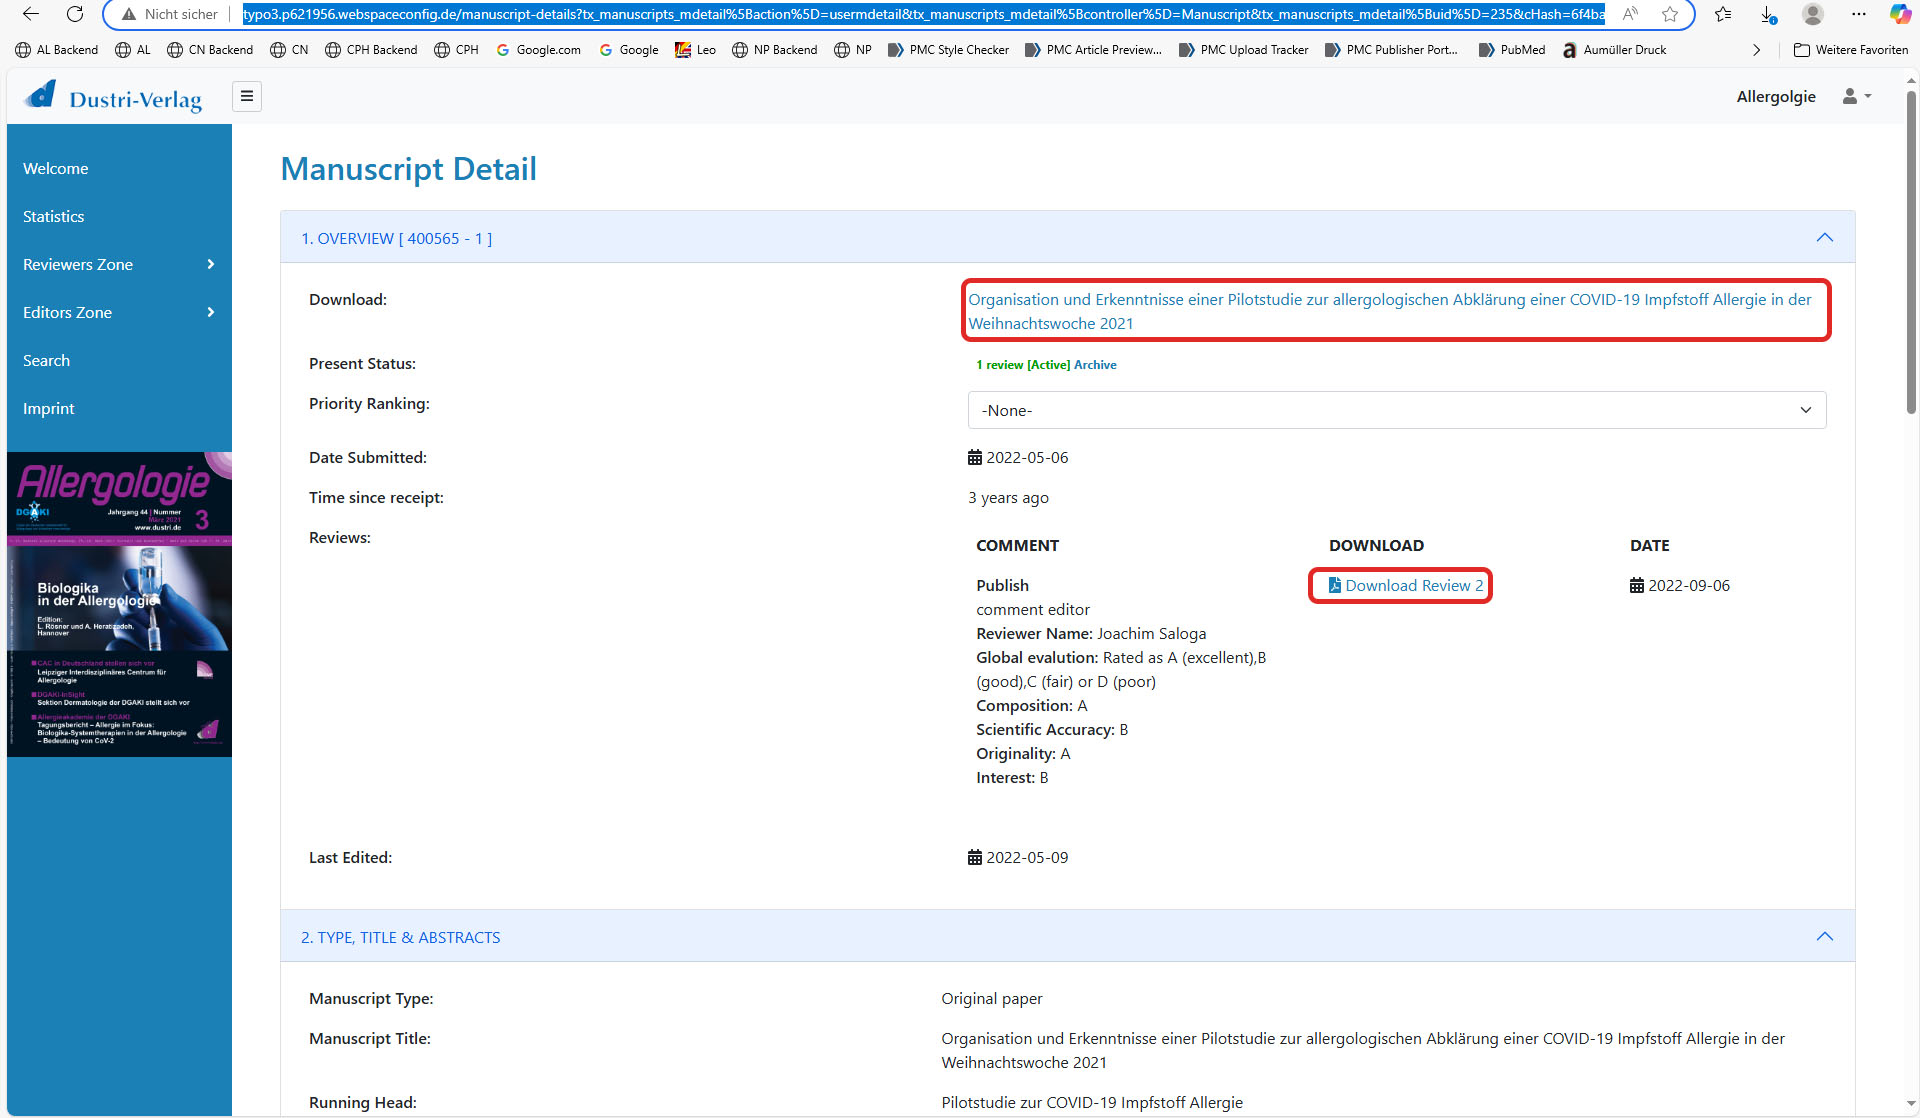 Nicht sicher
typo3.p621956.webspaceconfig.de/manuscript-details?tx_manuscripts_mdetail%5Baction%5D=usermdetail&tx_manuscripts_mdetail%5Bcontroller%5D=Manuscript&tx_manuscripts_mdetail%5Buid%5D=235&cHash=6f4ba
AL Backend
AL
CN Backend
CN
CPH Backend
CPH
Google.com
Google
Leo
NP Backend
NP
PMC Style Checker
PMC Article Preview...
PMC Upload Tracker
PMC Publisher Port...
PubMed
Aumüller Druck
Weitere Favoriten
Dustri-Verlag
Allergolgie
Welcome
Statistics
Reviewers Zone
Editors Zone
Search
Imprint
Allergologie
DGAKI
Jahrgang 44 | Nummer
März 2021
3
www.dustri.de
Biologika
in der Allergologie
Edition:
L. Rösner und A. Heratizadeh,
Hannover
CAC in Deutschland stellen sich vor
Leipziger Interdisziplinäres Centrum für
Allergologie
DGAKI-InSight
Sektion Dermatologie der DGAKI stellt sich vor
Allergieakademie der DGAKI
Tagungsbericht – Allergie im Fokus:
Biologika-Systemtherapien in der Allergologie
– Bedeutung von CoV-2
Manuscript Detail
1. OVERVIEW [ 400565 - 1 ]
Download:
Organisation und Erkenntnisse einer Pilotstudie zur allergologischen Abklärung einer COVID-19 Impfstoff Allergie in der
Weihnachtswoche 2021
Present Status:
1 review [Active] Archive
Priority Ranking:
-None-
Date Submitted:
2022-05-06
Time since receipt:
3 years ago
Reviews:
COMMENT
DOWNLOAD
DATE
Publish
Download Review 2
2022-09-06
comment editor
Reviewer Name: Joachim Saloga
Global evalution: Rated as A (excellent),B
(good),C (fair) or D (poor)
Composition: A
Scientific Accuracy: B
Originality: A
Interest: B
Last Edited:
2022-05-09
2. TYPE, TITLE & ABSTRACTS
Manuscript Type:
Original paper
Manuscript Title:
Organisation und Erkenntnisse einer Pilotstudie zur allergologischen Abklärung einer COVID-19 Impfstoff Allergie in der
Weihnachtswoche 2021
Running Head:
Pilotstudie zur COVID-19 Impfstoff Allergie